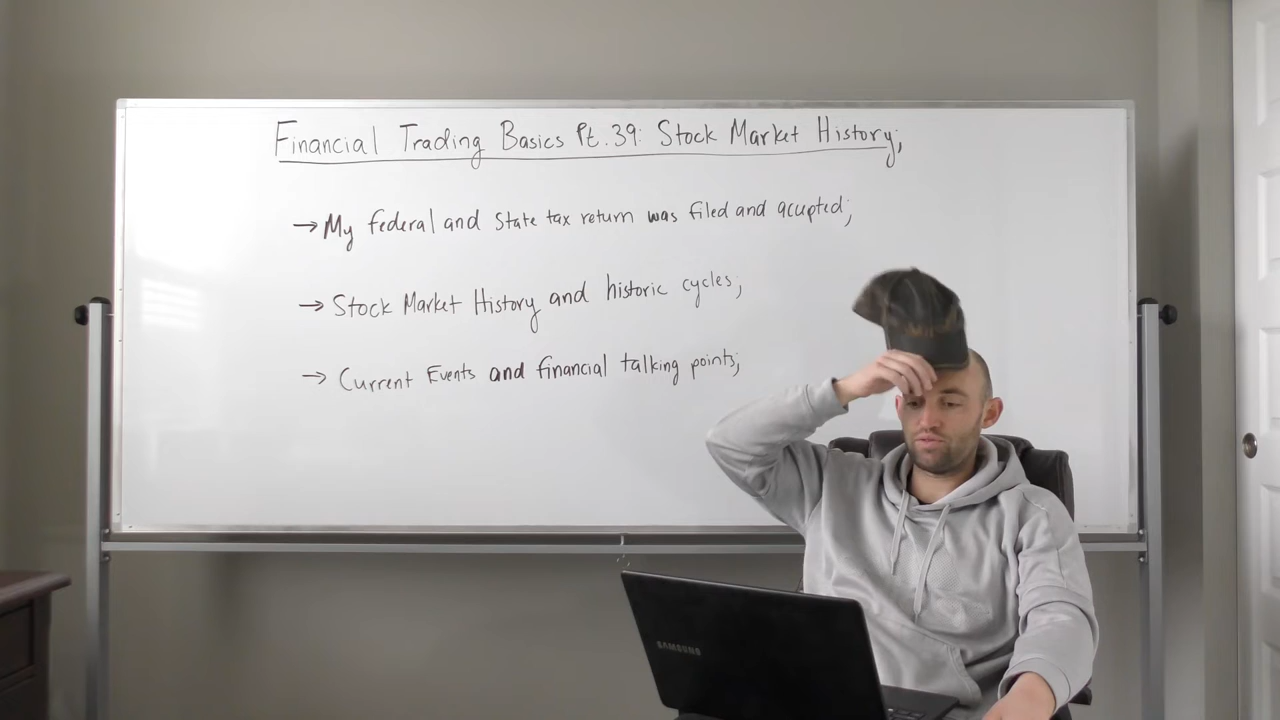 Financial Trading Basics Pt. 39: Stock Market History;
→ My federal and state tax return was filed and acupted;
→ Stock Market History and historic cycles;
→ Current Events and financial talking points;
SAMSUNG